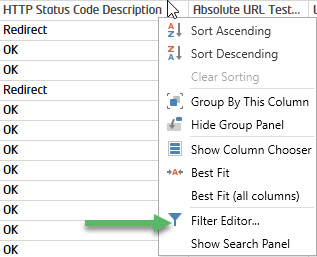 HTTP Status Code Description
Absolute URL Test...
Redirect
OK
Redirect
OK
OK
OK
OK
OK
OK
OK
OK
Sort Ascending
Sort Descending
Clear Sorting
Group By This Column
Hide Group Panel
Show Column Chooser
Best Fit
Best Fit (all columns)
Filter Editor...
Show Search Panel